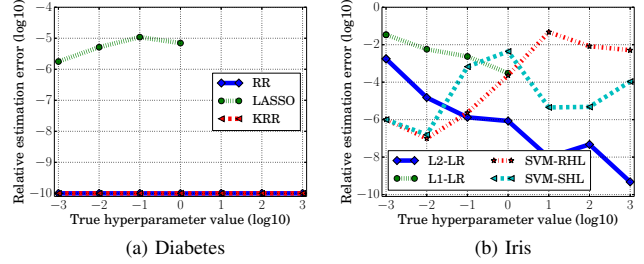 Relative estimation error (log10)
−4
−5
−6
−7
−8
−9
−10
−3 −2 −1 0 1 2 3
True hyperparameter value (log10)
RR
LASSO
KRR
(a) Diabetes
Relative estimation error (log10)
0
−2
−4
−6
−8
−10
−3 −2 −1 0 1 2 3
True hyperparameter value (log10)
L2-LR SVM-RHL
L1-LR SVM-SHL
(b) Iris